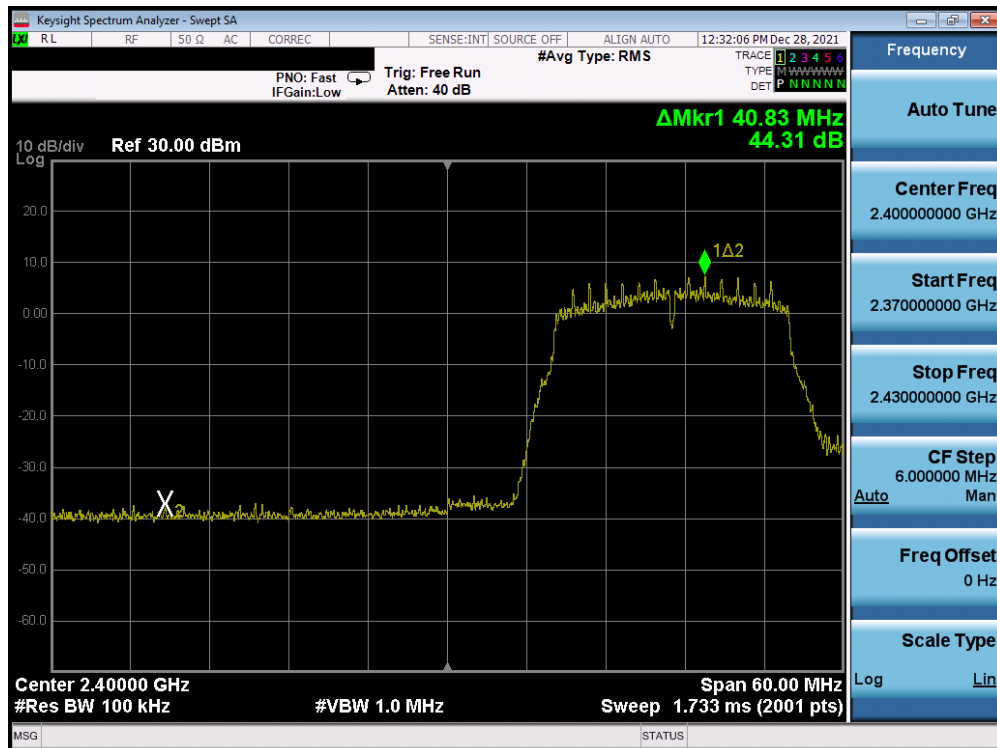 Keysight Spectrum Analyzer - Swept SA
LXI RL RF 50 Ω AC CORREC SENSE:INT SOURCE OFF ALIGN AUTO 12:32:06 PM Dec 28, 2021
#Avg Type: RMS
PNO: Fast
IFGain:Low
Trig: Free Run
Atten: 40 dB
TRACE 1 2 3 4 5 6
TYPE M WWWWW
DET P N N N N N
ΔMkr1 40.83 MHz
44.31 dB
10 dB/div
Log
Ref 30.00 dBm
20.0
10.0
0.00
-10.0
-20.0
-30.0
-40.0
-50.0
-60.0
1Δ2
X2
Center 2.40000 GHz
Span 60.00 MHz
#Res BW 100 kHz
#VBW 1.0 MHz
Sweep 1.733 ms (2001 pts)
MSG
STATUS
Frequency
Auto Tune
Center Freq
2.400000000 GHz
Start Freq
2.370000000 GHz
Stop Freq
2.430000000 GHz
CF Step
6.000000 MHz
Auto Man
Freq Offset
0 Hz
Scale Type
Log Lin